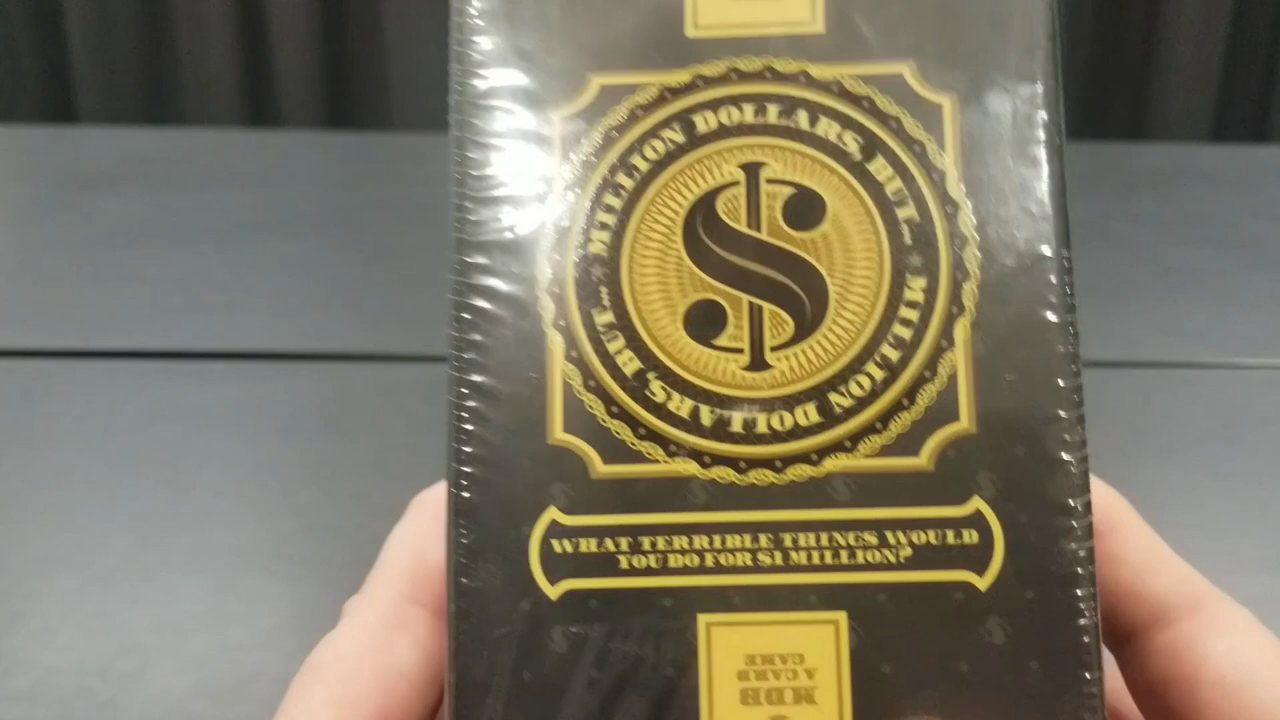 MILLION DOLLARS, BUT...
MILLION DOLLARS, BUT...
$
WHAT TERRIBLE THINGS WOULD
YOU DO FOR $1 MILLION?
MDB
A CARD
GAME